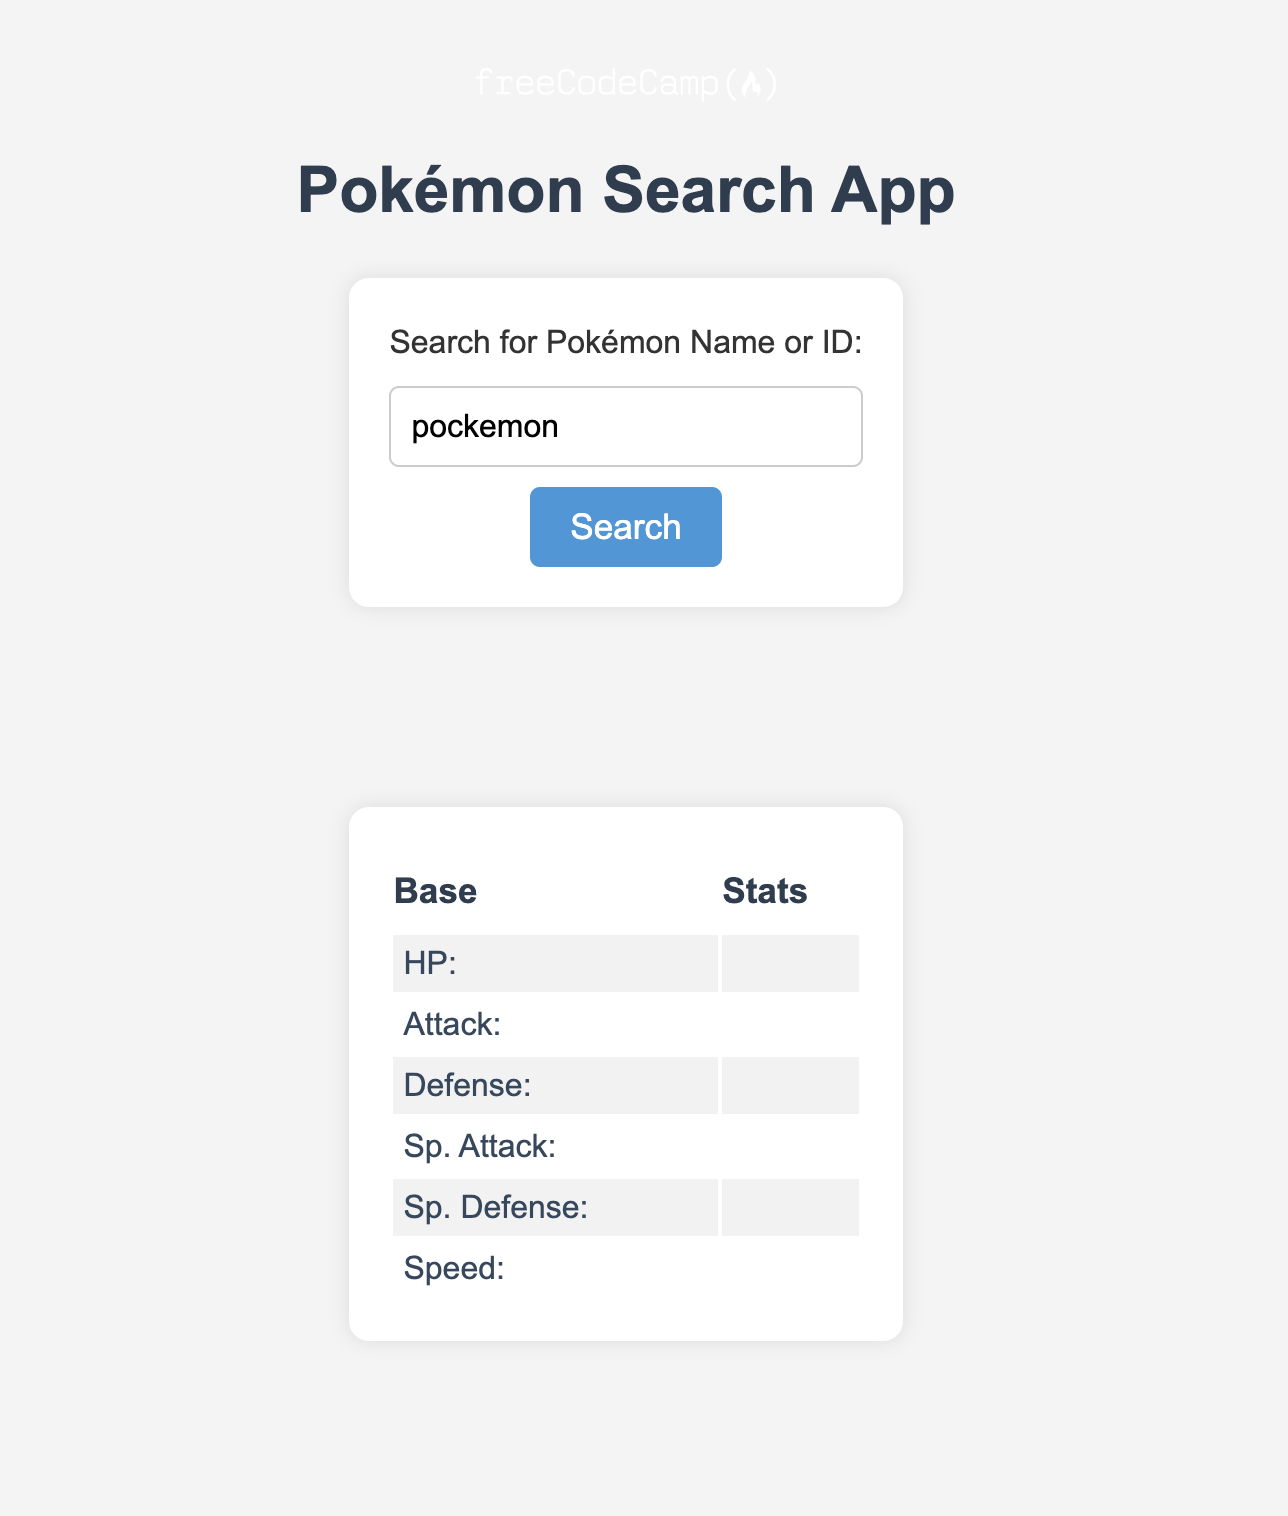 freeCodeCamp(🔥)
Pokémon Search App
Search for Pokémon Name or ID:
pockemon
Search
Base Stats
HP:
Attack:
Defense:
Sp. Attack:
Sp. Defense:
Speed: